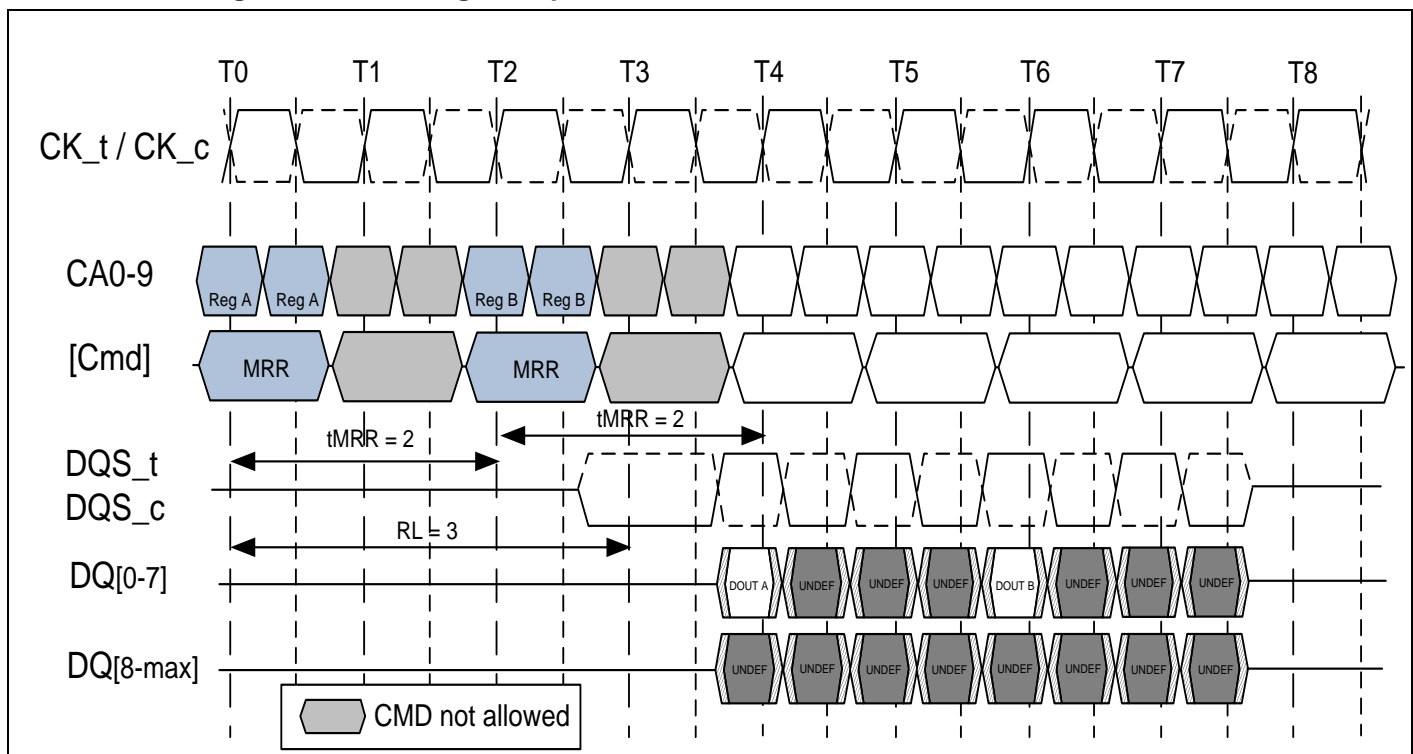 T0 T1 T2 T3 T4 T5 T6 T7 T8
CK_t / CK_c
CA0-9
Reg A Reg A Reg B Reg B
[Cmd]
MRR MRR
tMRR = 2
tMRR = 2
DQS_t
DQS_c
RL = 3
DQ[0-7]
DOUT A UNDEF UNDEF UNDEF DOUT B UNDEF UNDEF UNDEF
DQ[8-max]
UNDEF UNDEF UNDEF UNDEF UNDEF UNDEF UNDEF UNDEF
CMD not allowed